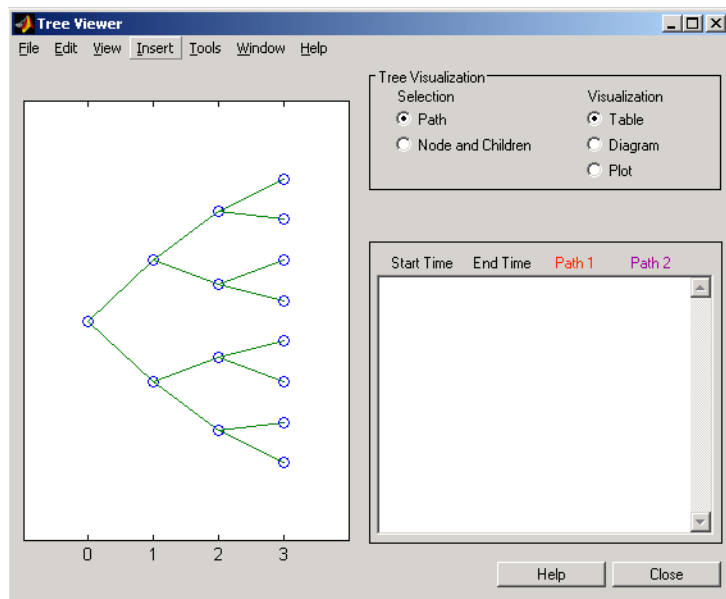 Tree Viewer
File Edit View Insert Tools Window Help
Tree Visualization
Selection
Path
Node and Children
Visualization
Table
Diagram
Plot
Start Time End Time Path 1 Path 2
0 1 2 3
Help Close